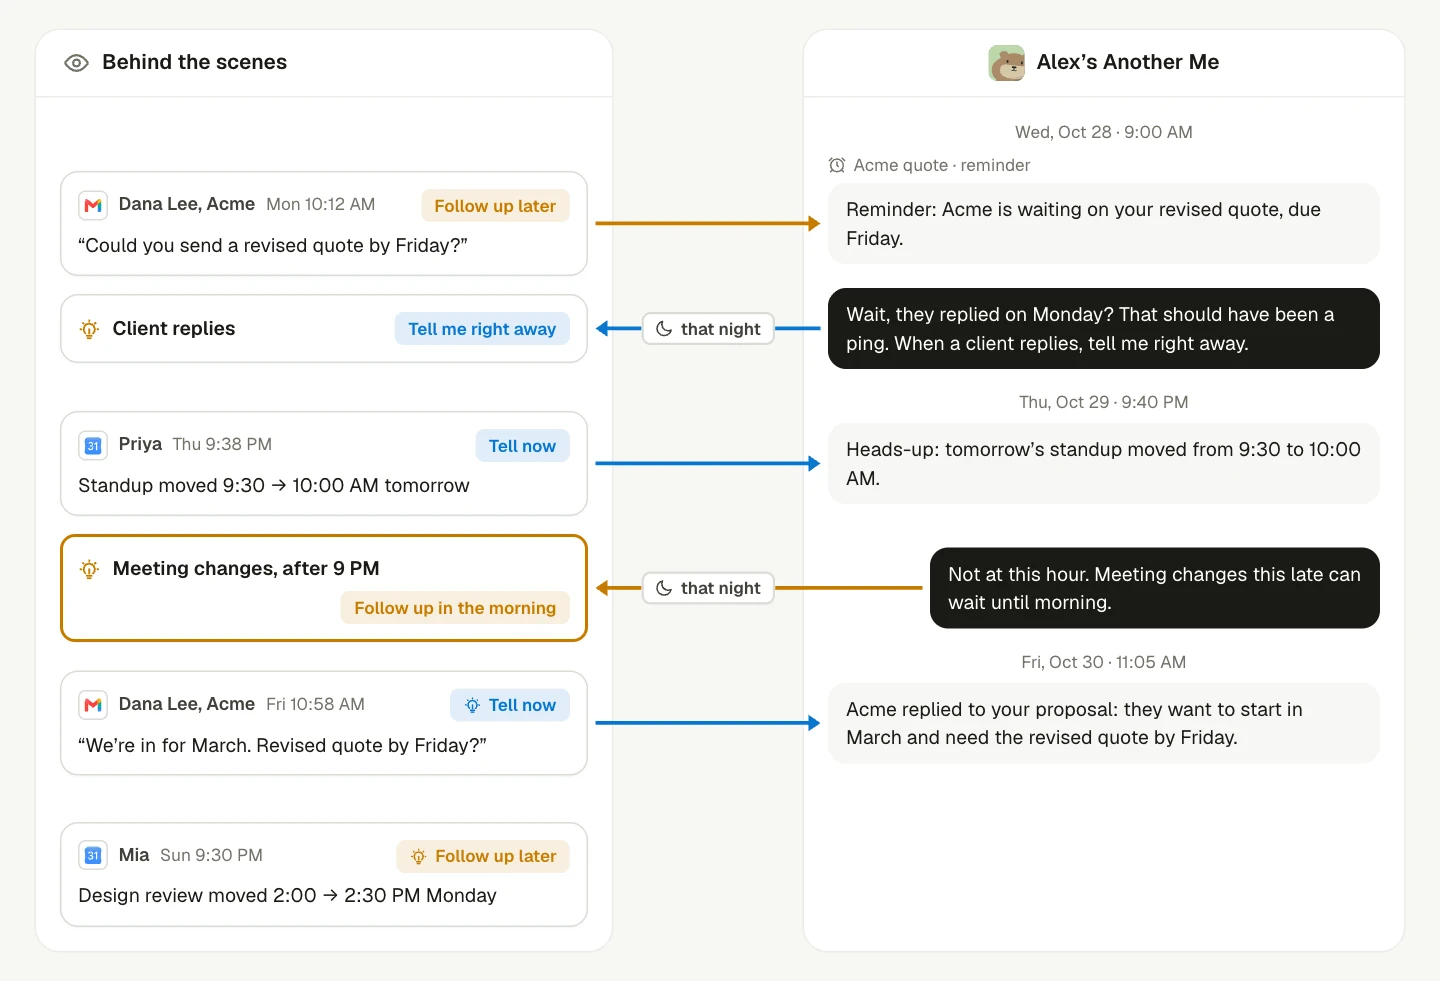 Behind the scenes
Dana Lee, Acme Mon 10:12 AM Follow up later
“Could you send a revised quote by Friday?”
Client replies Tell me right away
31 Priya Thu 9:38 PM Tell now
Standup moved 9:30 → 10:00 AM tomorrow
Meeting changes, after 9 PM
Follow up in the morning
Dana Lee, Acme Fri 10:58 AM Tell now
“We’re in for March. Revised quote by Friday?”
31 Mia Sun 9:30 PM Follow up later
Design review moved 2:00 → 2:30 PM Monday
that night
that night
Alex’s Another Me
Wed, Oct 28 · 9:00 AM
Acme quote · reminder
Reminder: Acme is waiting on your revised quote, due
Friday.
Wait, they replied on Monday? That should have been a
ping. When a client replies, tell me right away.
Thu, Oct 29 · 9:40 PM
Heads-up: tomorrow’s standup moved from 9:30 to 10:00
AM.
Not at this hour. Meeting changes this late can
wait until morning.
Fri, Oct 30 · 11:05 AM
Acme replied to your proposal: they want to start in
March and need the revised quote by Friday.